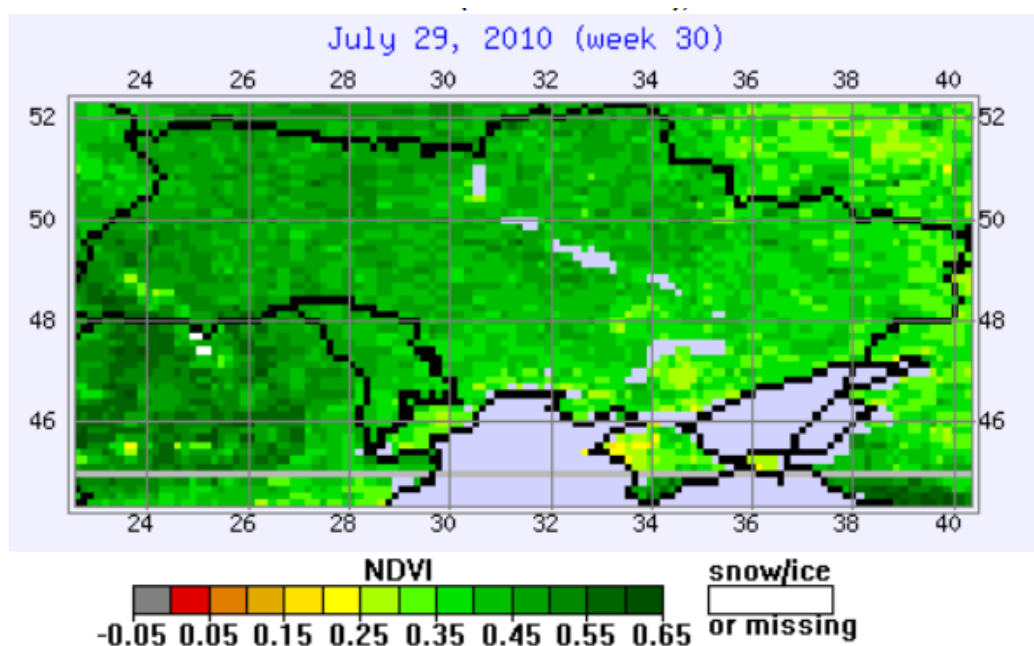 July 29, 2010 (week 30)
24 26 28 30 32 34 36 38 40
52 52
50 50
48 48
46 46
24 26 28 30 32 34 36 38 40
NDVI
snow/ice
-0.05 0.05 0.15 0.25 0.35 0.45 0.55 0.65
or missing